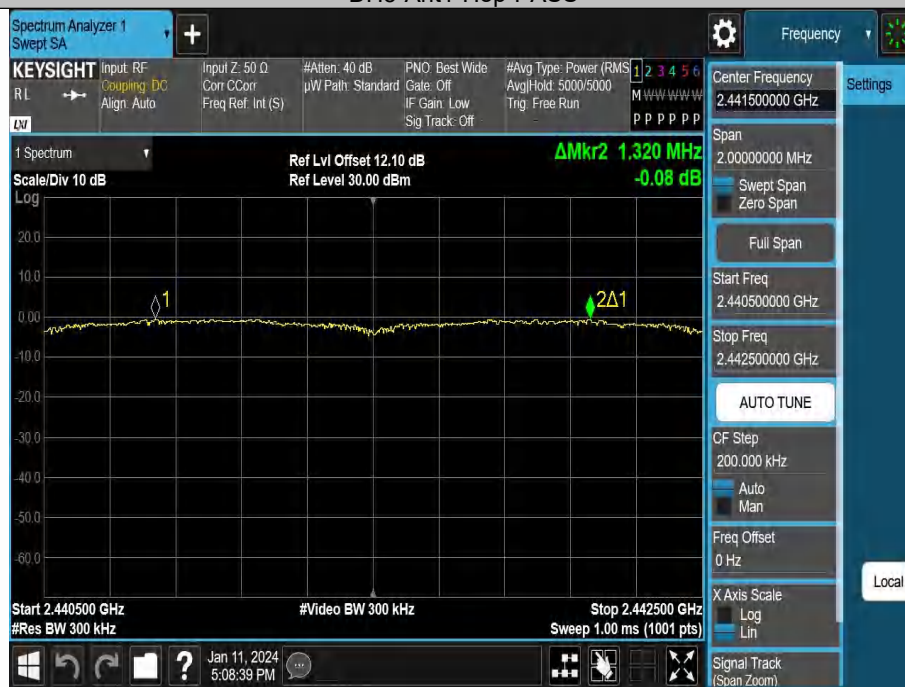 Spectrum Analyzer 1
Swept SA
Frequency
KEYSIGHT
RL
LXI
Input: RF
Coupling: DC
Align: Auto
Input Z: 50 Ω
Corr CCorr
Freq Ref: Int (S)
#Atten: 40 dB
µW Path: Standard
PNO: Best Wide
Gate: Off
IF Gain: Low
Sig Track: Off
#Avg Type: Power (RMS
Avg|Hold: 5000/5000
Trig: Free Run
1 2 3 4 5 6
M W W W W W
P P P P P P
Center Frequency
2.441500000 GHz
Settings
1 Spectrum
Scale/Div 10 dB
Log
Ref Lvl Offset 12.10 dB
Ref Level 30.00 dBm
ΔMkr2 1.320 MHz
-0.08 dB
Span
2.00000000 MHz
Swept Span
Zero Span
Full Span
Start Freq
2.440500000 GHz
Stop Freq
2.442500000 GHz
AUTO TUNE
CF Step
200.000 kHz
Auto
Man
Freq Offset
0 Hz
X Axis Scale
Log
Lin
Signal Track
(Span Zoom)
Local
20.0
10.0
0.00
-10.0
-20.0
-30.0
-40.0
-50.0
-60.0
1
2Δ1
Start 2.440500 GHz
#Res BW 300 kHz
#Video BW 300 kHz
Stop 2.442500 GHz
Sweep 1.00 ms (1001 pts)
?
Jan 11, 2024
5:08:39 PM